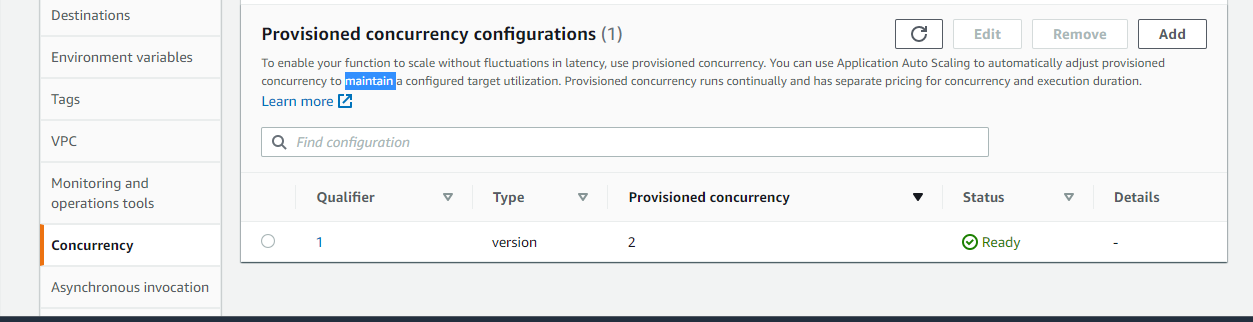 Destinations
Environment variables
Tags
VPC
Monitoring and
operations tools
Concurrency
Asynchronous invocation
Provisioned concurrency configurations (1)
Edit
Remove
Add
To enable your function to scale without fluctuations in latency, use provisioned concurrency. You can use Application Auto Scaling to automatically adjust provisioned
concurrency to maintain a configured target utilization. Provisioned concurrency runs continually and has separate pricing for concurrency and execution duration.
Learn more
Find configuration
Qualifier Type Provisioned concurrency Status Details
1 version 2 Ready -